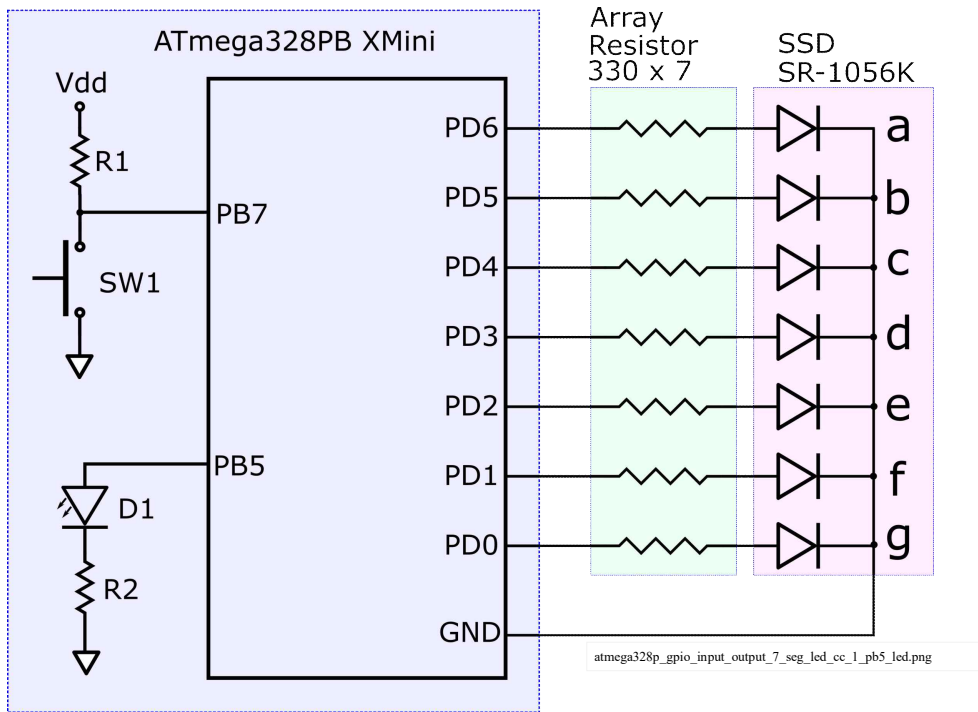 ATmega328PB XMini
Array
Resistor
330 x 7
SSD
SR-1056K
Vdd
R1
PB7
SW1
PB5
D1
R2
PD6
a
PD5
b
PD4
c
PD3
d
PD2
e
PD1
f
PD0
g
GND
atmega328p_gpio_input_output_7_seg_led_cc_1_pb5_led.png